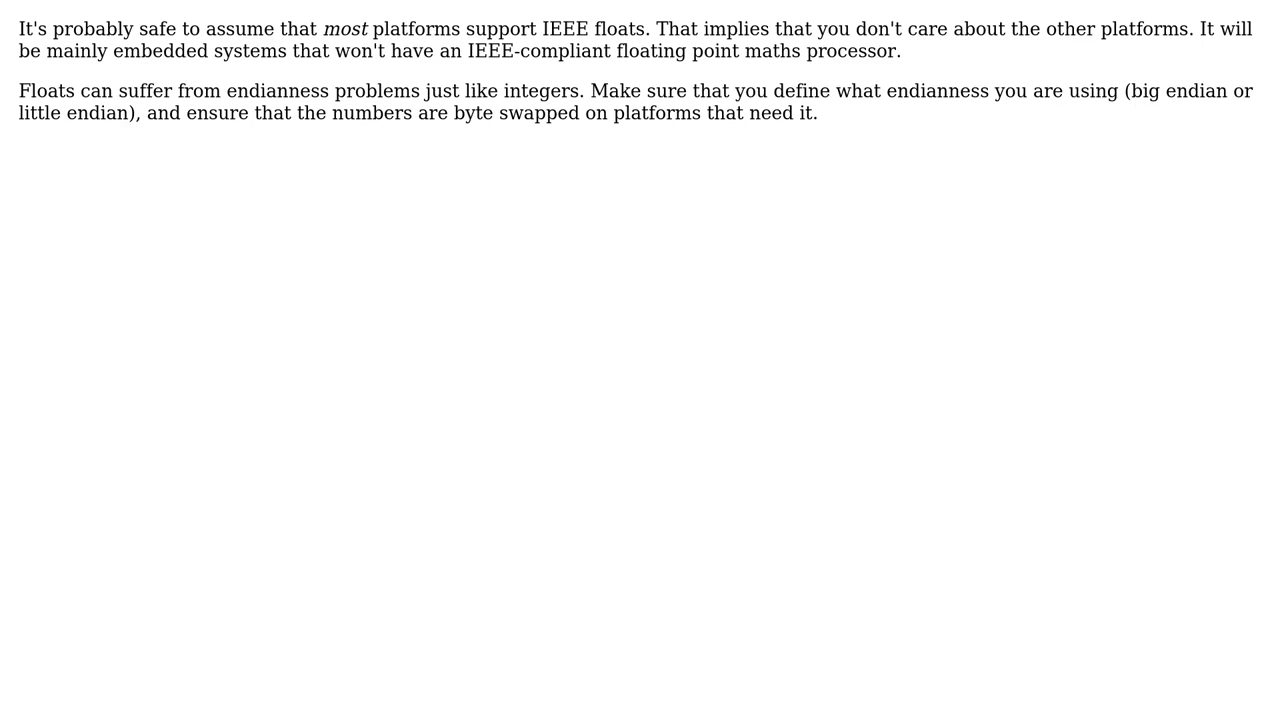 It's probably safe to assume that most platforms support IEEE floats. That implies that you don't care about the other platforms. It will
be mainly embedded systems that won't have an IEEE-compliant floating point maths processor.
Floats can suffer from endianness problems just like integers. Make sure that you define what endianness you are using (big endian or
little endian), and ensure that the numbers are byte swapped on platforms that need it.